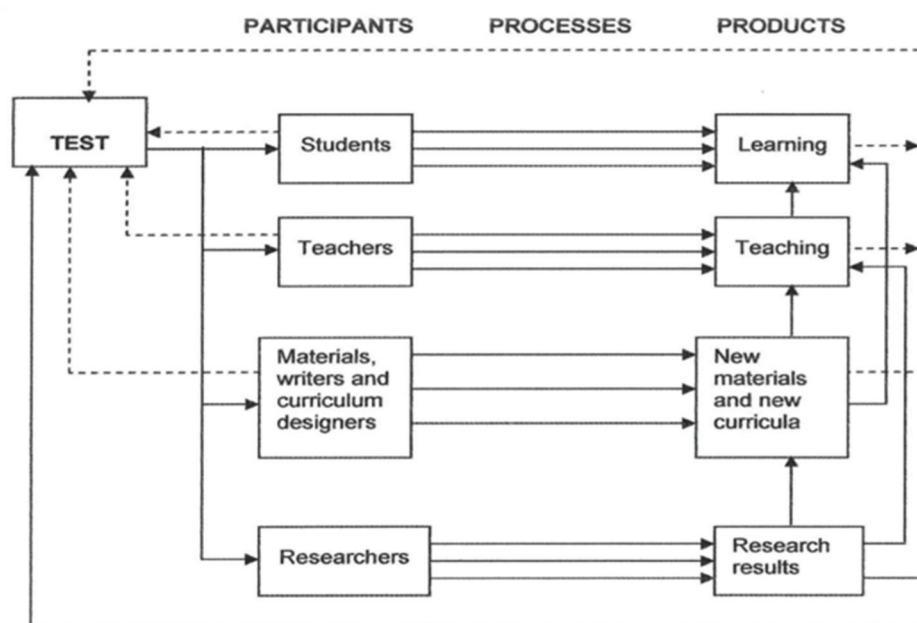 PARTICIPANTS PROCESSES PRODUCTS
TEST
Students
Learning
Teachers
Teaching
Materials,
writers and
curriculum
designers
New
materials
and new
curricula
Researchers
Research
results